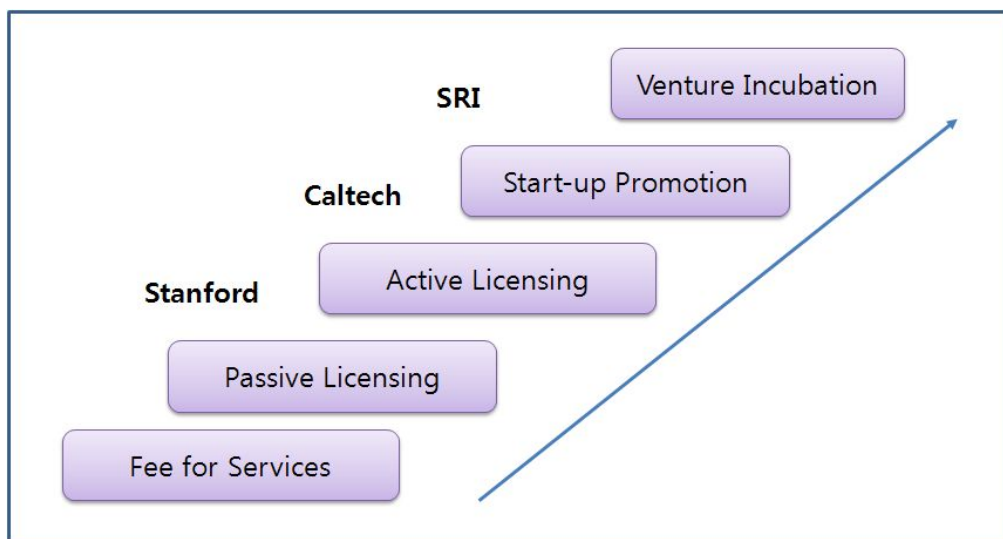 Venture Incubation
SRI
Start-up Promotion
Caltech
Active Licensing
Stanford
Passive Licensing
Fee for Services